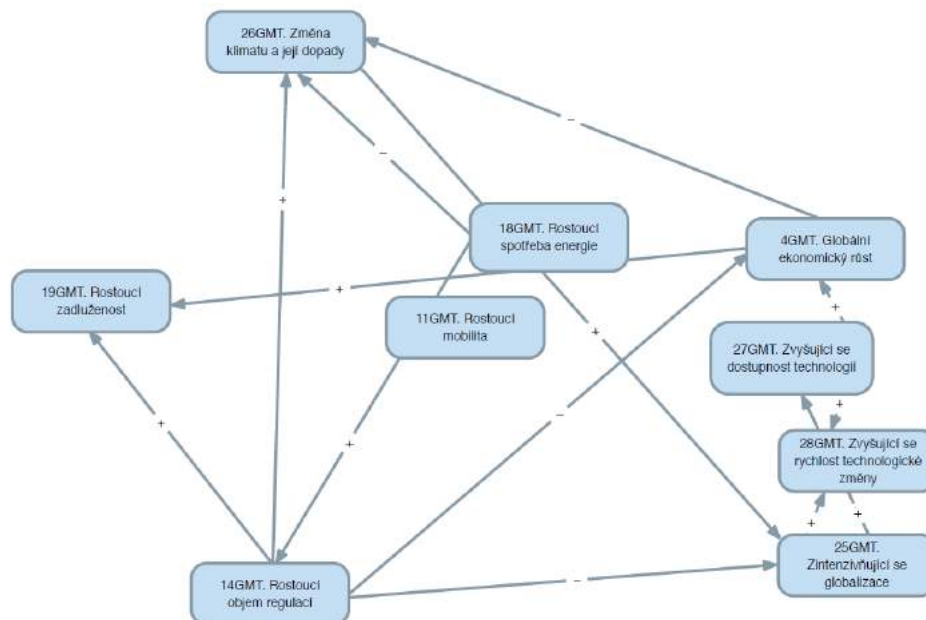 26GMT. Změna
klimatu a její dopady
–
–
+
18GMT. Rostoucí
spotřeba energie
4GMT. Globální
ekonomický růst
19GMT. Rostoucí
zadluženost
+
11GMT. Rostoucí
mobilita
+
27GMT. Zvyšující se
dostupnost technologií
–
+
+
+
28GMT. Zvyšující se
rychlost technologické
změny
+
+
25GMT.
Zintenzivňující se
globalizace
14GMT. Rostoucí
objem regulací
–